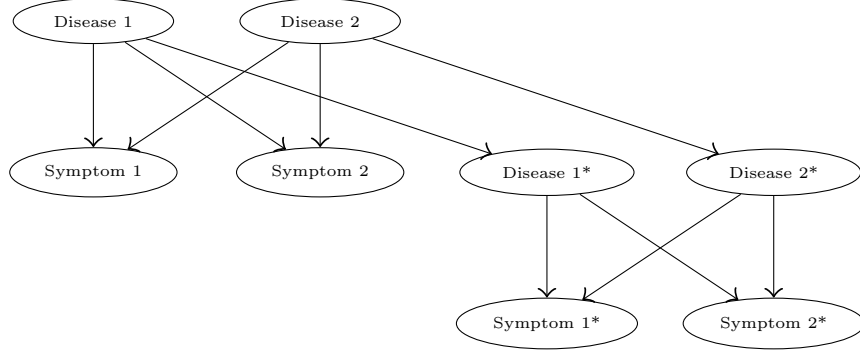 Disease 1
Disease 2
Symptom 1
Symptom 2
Disease 1*
Disease 2*
Symptom 1*
Symptom 2*